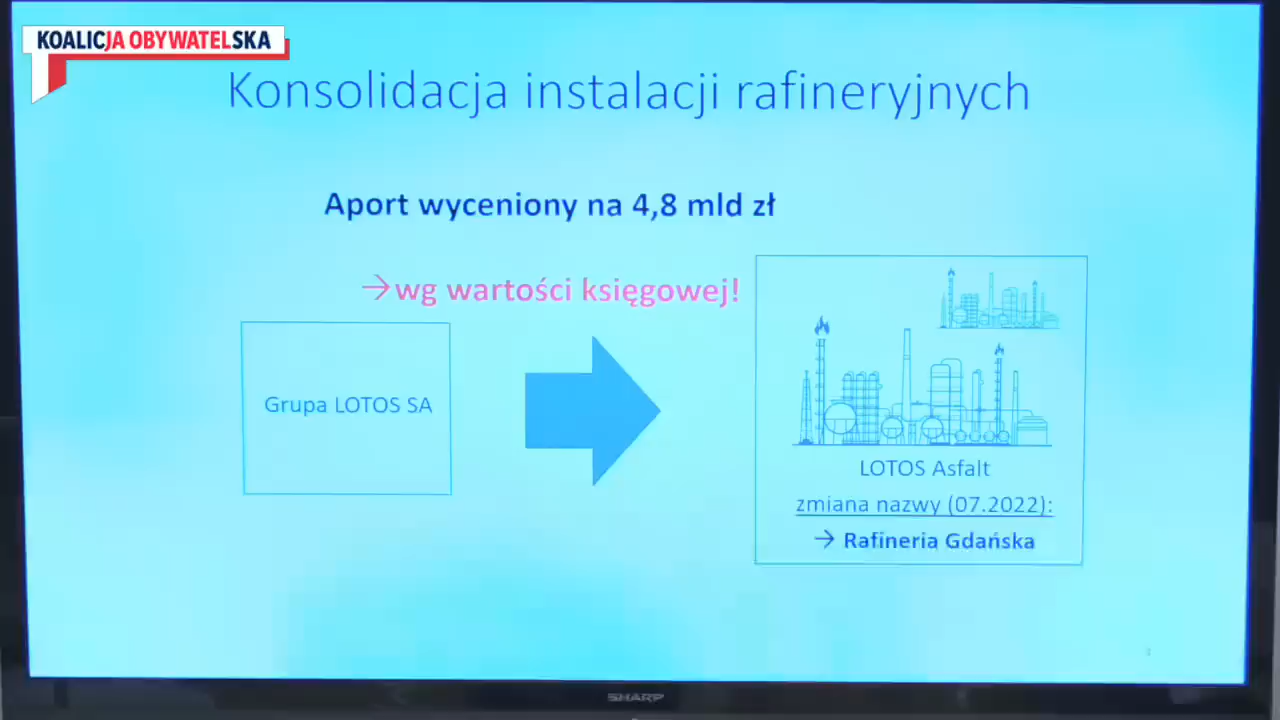 KOALICJA OBYWATELSKA
Konsolidacja instalacji rafineryjnych
Aport wyceniony na 4,8 mld zł
→wg wartości księgowej!
Grupa LOTOS SA
LOTOS Asfalt
zmiana nazwy (07.2022):
→ Rafineria Gdańska
SHARP